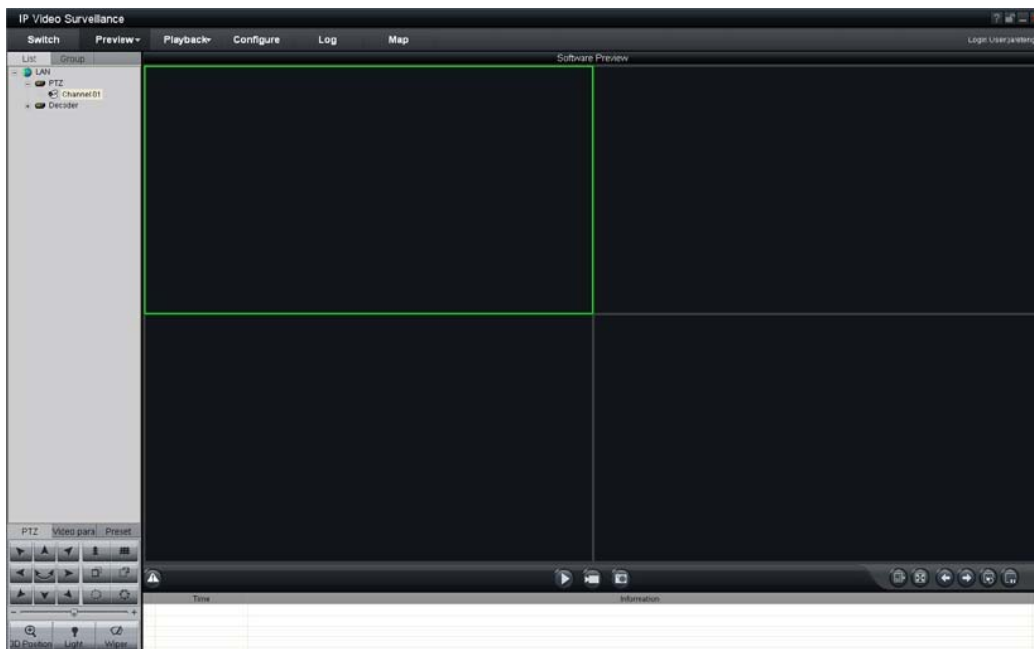 IP Video Surveillance
Switch Preview Playback Configure Log Map
List Group
Software Preview
LAN
PTZ
Channel 01
Decoder
PTZ Video para Preset
Time Information
3D Position Light Wiper